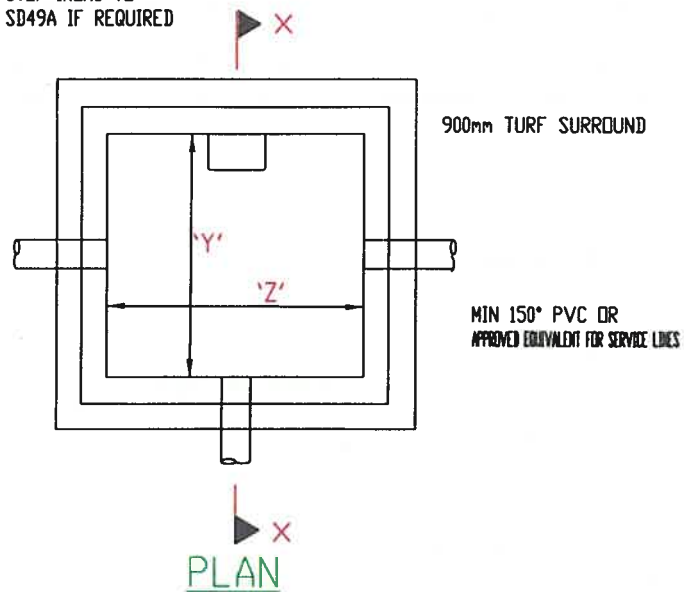 SD49A IF REQUIRED
X
900mm TURF SURROUND
'Y'
'Z'
MIN 150° PVC OR
APPROVED EQUIVALENT FOR SERVICE LINES
X
PLAN